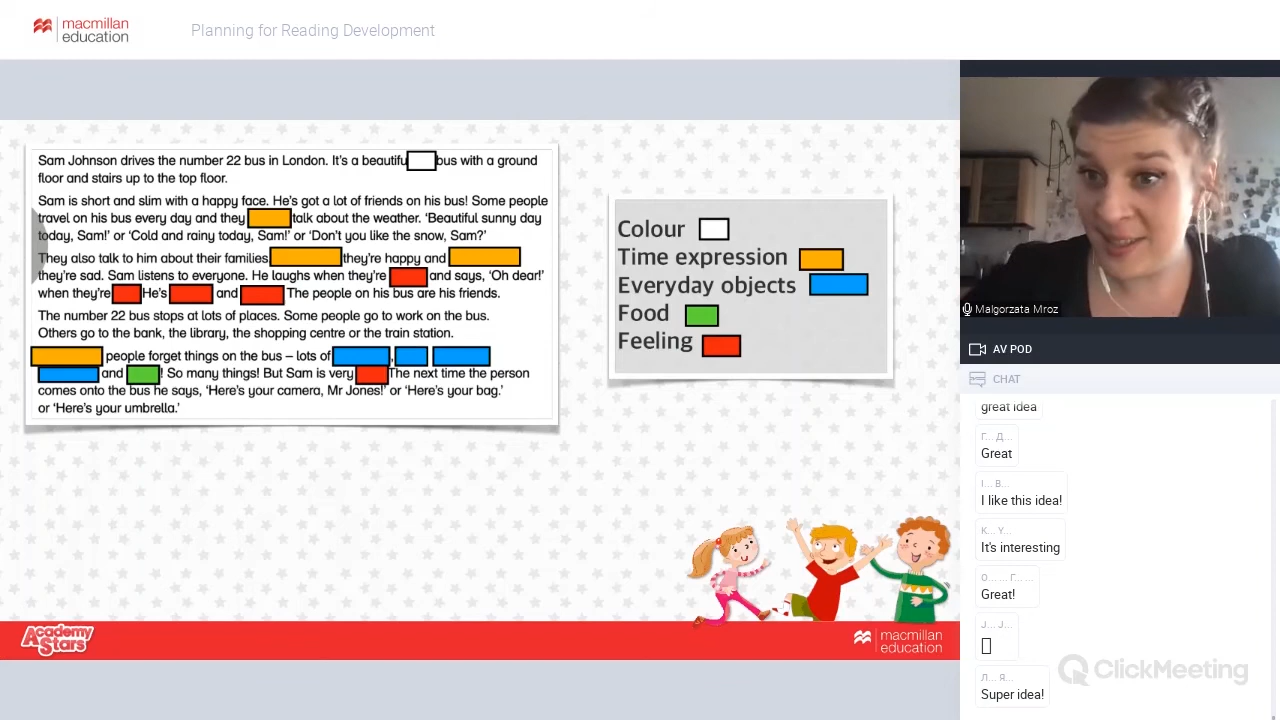 macmillan
education
Planning for Reading Development
Sam Johnson drives the number 22 bus in London. It's a beautifu bus with a ground
floor and stairs up to the top floor.
Sam is short and slim with a happy face. He's got a lot of friends on his bus! Some people
travel on his bus every day and they talk about the weather. 'Beautiful sunny day
today, Sam!' or 'Cold and rainy today, Sam!' or 'Don't you like the snow, Sam?'
They also talk to him about their families they're happy and
they're sad. Sam listens to everyone. He laughs when they're and says, 'Oh dear!'
when they're He's and The people on his bus are his friends.
The number 22 bus stops at lots of places. Some people go to work on the bus.
Others go to the bank, the library, the shopping centre or the train station.
people forget things on the bus – lots of ,
and ! So many things! But Sam is very The next time the person
comes onto the bus he says, 'Here's your camera, Mr Jones!' or 'Here's your bag.'
or 'Here's your umbrella.'
Colour
Time expression
Everyday objects
Food
Feeling
Academy
Stars
macmillan
education
Malgorzata Mroz
AV POD
CHAT
great idea
Г... Д...
Great
I... B...
I like this idea!
K... Y...
It's interesting
О... ... Г... ...
Great!
J... J...
Л... Я...
Super idea!
ClickMeeting